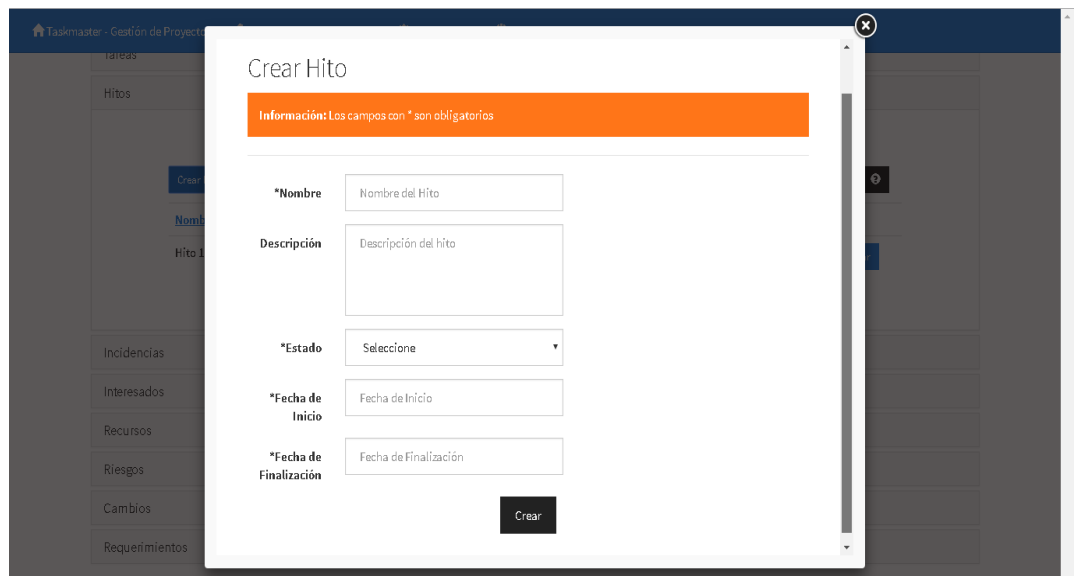 Taskmaster - Gestión de Proyecto
Tareas
Hitos
Crear
Nomb
Hito 1
Incidencias
Interesados
Recursos
Riesgos
Cambios
Requerimientos
Crear Hito
Información: Los campos con * son obligatorios
*Nombre
Nombre del Hito
Descripción
Descripción del hito
*Estado
Seleccione
*Fecha de
Inicio
Fecha de Inicio
*Fecha de
Finalización
Fecha de Finalización
Crear